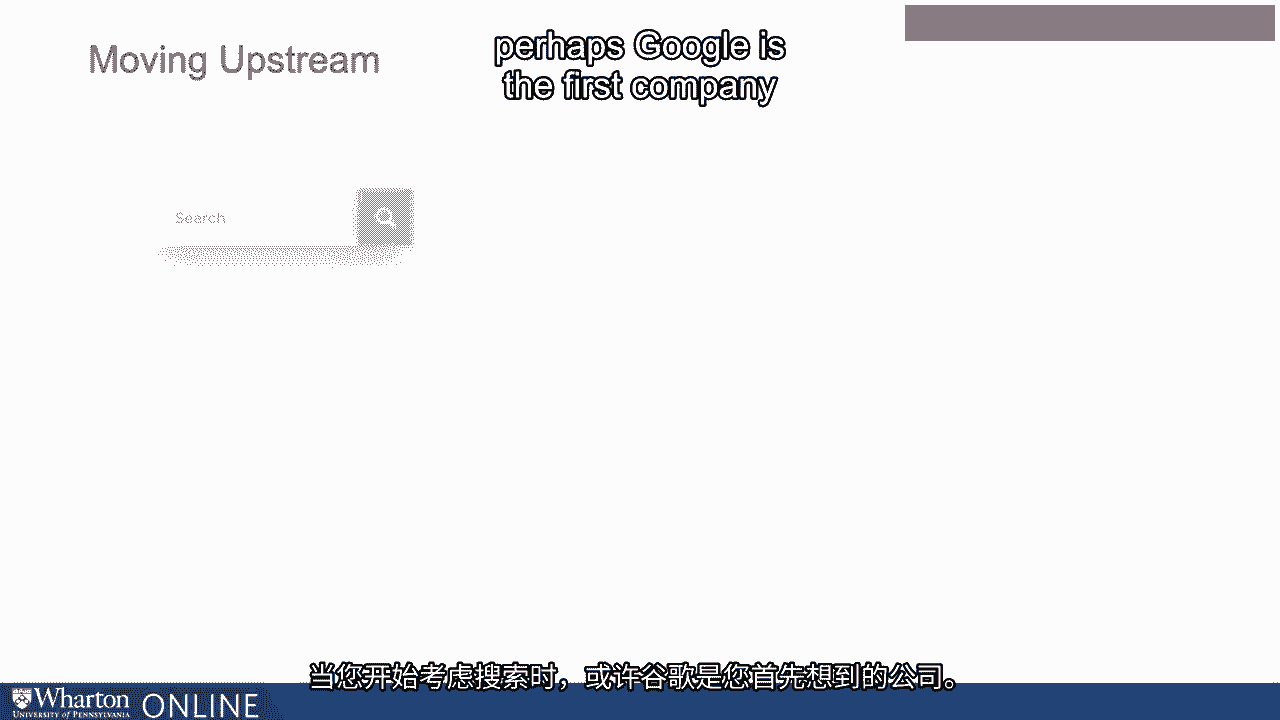 Moving Upstream
perhaps Google is
the first company
Search
当您开始考虑搜索时，或许谷歌是您首先想到的公司。
Wharton
UNIVERSITY OF PENNSYLVANIA
ONLINE